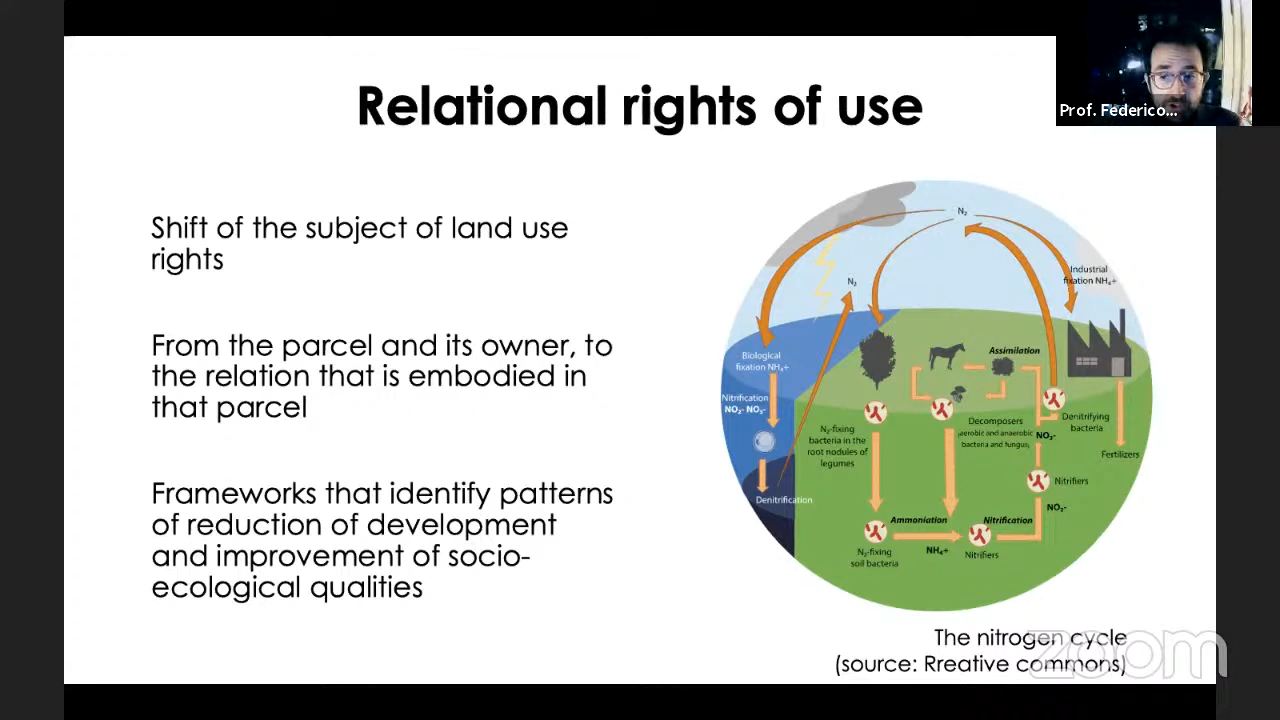 Relational rights of use
Prof. Federico...
Shift of the subject of land use
rights
From the parcel and its owner, to
the relation that is embodied in
that parcel
Frameworks that identify patterns
of reduction of development
and improvement of socio-
ecological qualities
N₂
N₂
Industrial
fixation NH₄+
Biological
fixation NH₄+
Assimilation
Nitrification
NO₂- NO₃-
N₂-fixing
bacteria in the
root nodules of
legumes
Decomposers
(aerobic and anaerobic
bacteria and fungus)
NO₃-
Denitrifying
bacteria
Fertilizers
Nitrifiers
Denitrification
NO₂-
Ammoniation
Nitrification
NH₄+
N₂-fixing
soil bacteria
Nitrifiers
The nitrogen cycle
(source: Rreative commons)
zoom